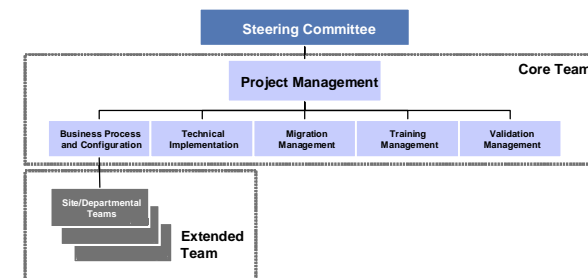 Steering Committee
Core Team
Project Management
Business Process
and Configuration
Technical
Implementation
Migration
Management
Training
Management
Validation
Management
Site/Departmental
Teams
Extended
Team